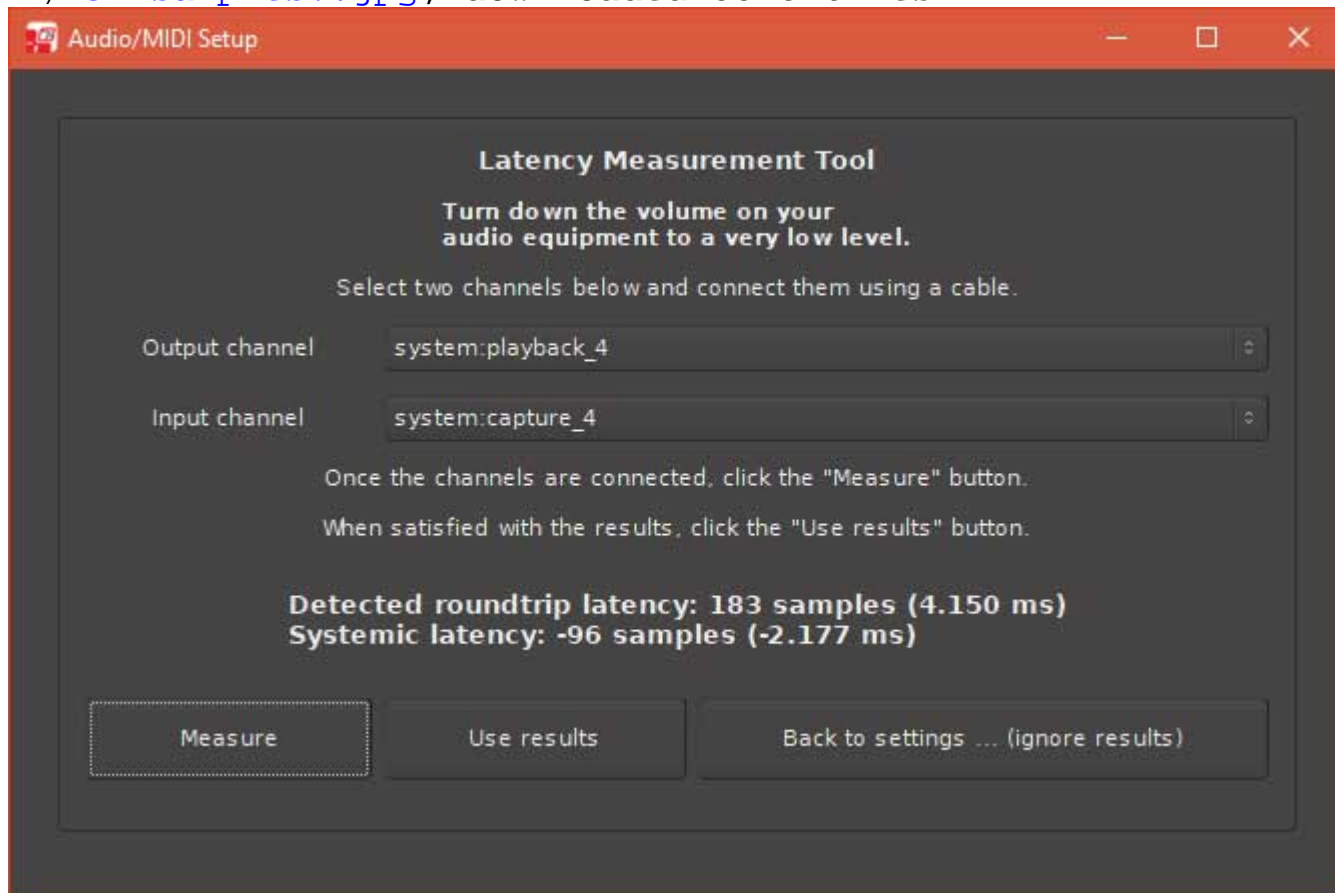 Audio/MIDI Setup
Latency Measurement Tool
Turn down the volume on your
audio equipment to a very low level.
Select two channels below and connect them using a cable.
Output channel system:playback_4
Input channel system:capture_4
Once the channels are connected, click the "Measure" button.
When satisfied with the results, click the "Use results" button.
Detected roundtrip latency: 183 samples (4.150 ms)
Systemic latency: -96 samples (-2.177 ms)
Measure Use results Back to settings ... (ignore results)